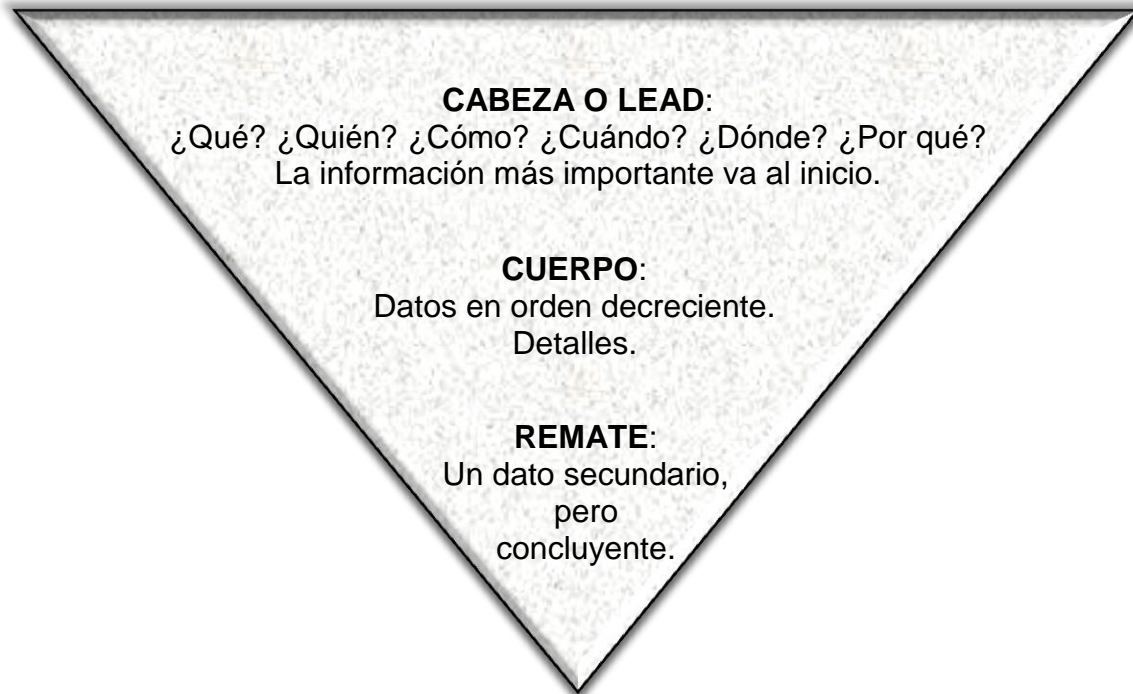 CABEZA O LEAD:
¿Qué? ¿Quién? ¿Cómo? ¿Cuándo? ¿Dónde? ¿Por qué?
La información más importante va al inicio.
CUERPO:
Datos en orden decreciente.
Detalles.
REMATE:
Un dato secundario,
pero
concluyente.